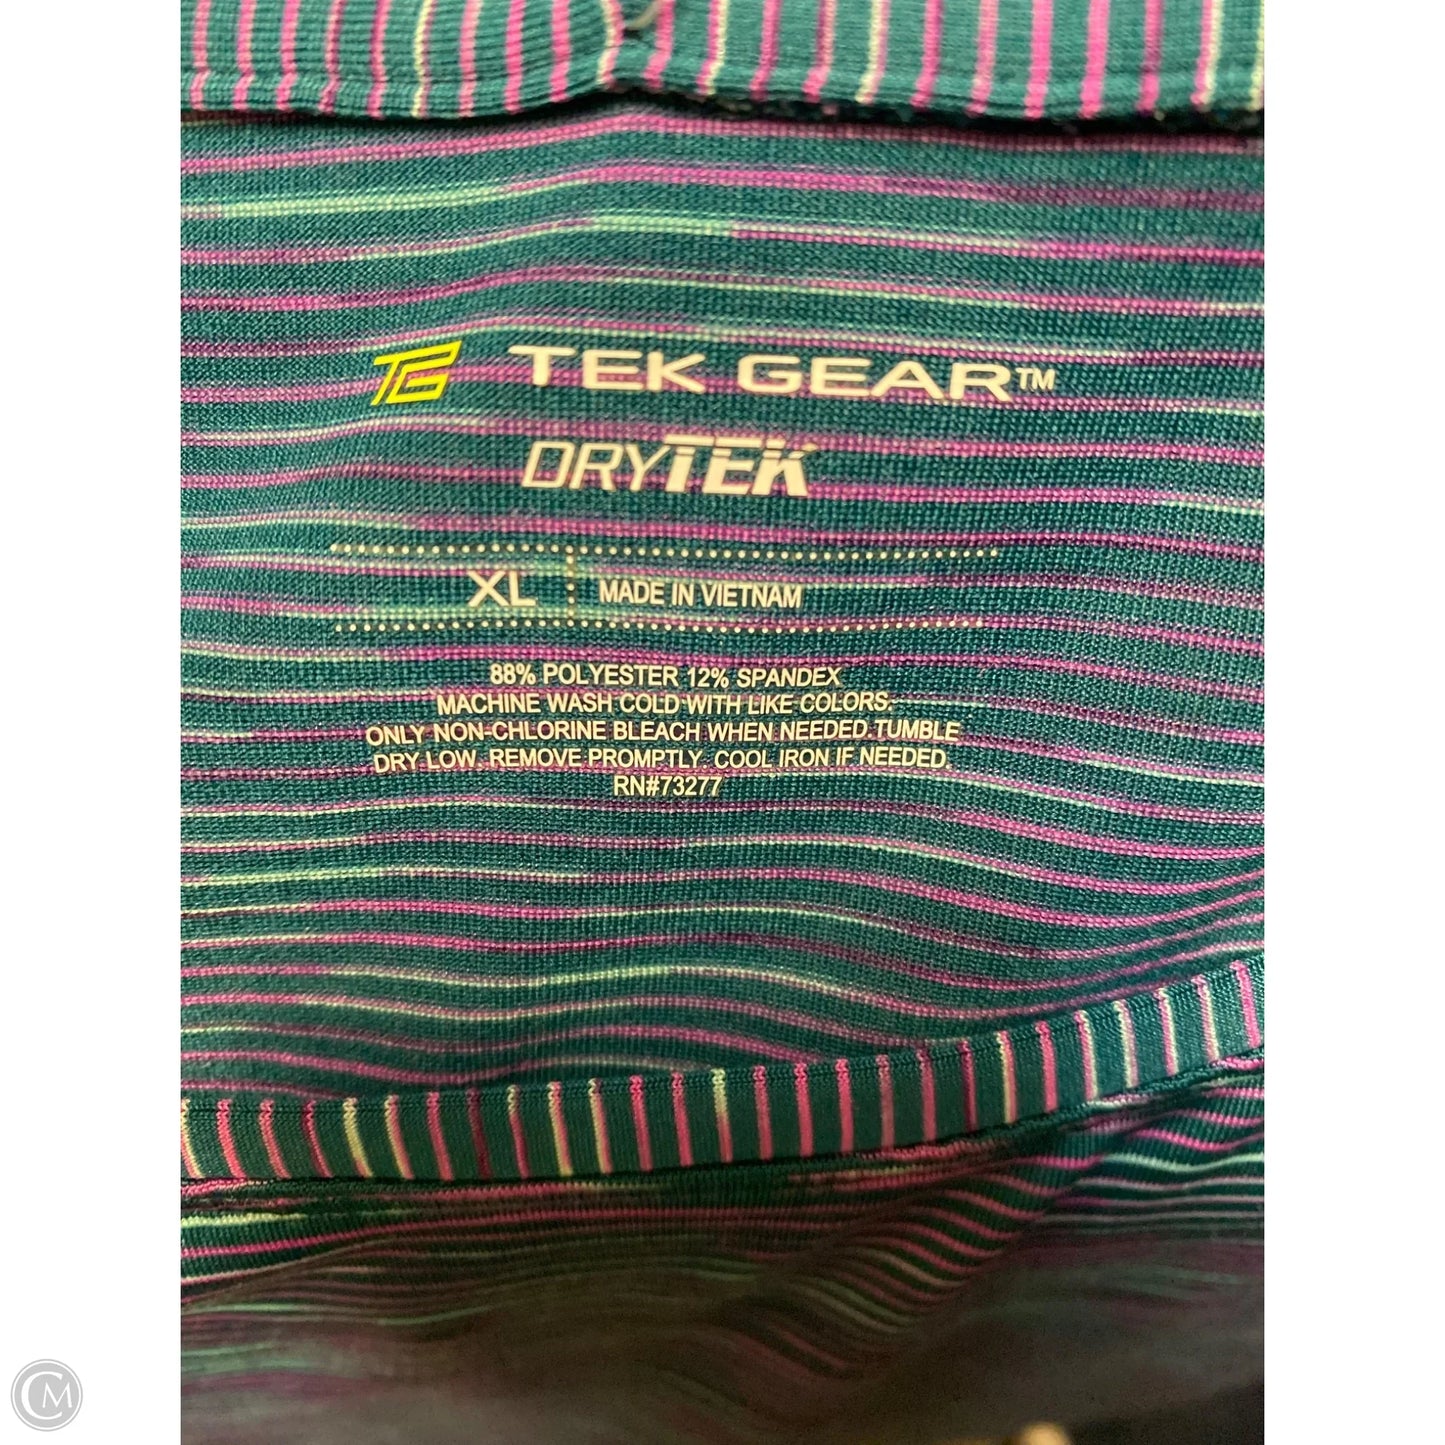 TG TEK GEAR™
DRYTEK
XL MADE IN VIETNAM
88% POLYESTER 12% SPANDEX
MACHINE WASH COLD WITH LIKE COLORS.
ONLY NON-CHLORINE BLEACH WHEN NEEDED.TUMBLE
DRY LOW. REMOVE PROMPTLY. COOL IRON IF NEEDED.
RN#73277
CM